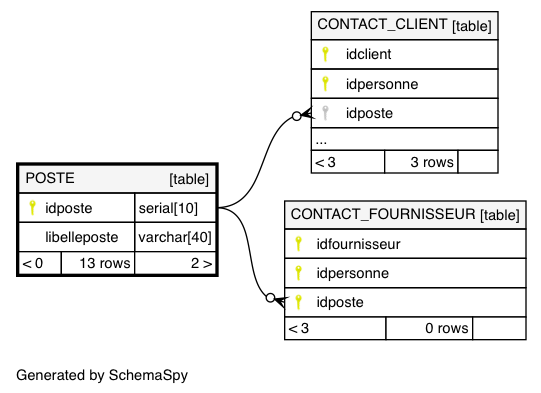 CONTACT_CLIENT [table]
idclient
idpersonne
idposte
...
< 3 3 rows
POSTE [table]
idposte serial[10]
libelleposte varchar[40]
< 0 13 rows 2 >
CONTACT_FOURNISSEUR [table]
idfournisseur
idpersonne
idposte
< 3 0 rows
Generated by SchemaSpy